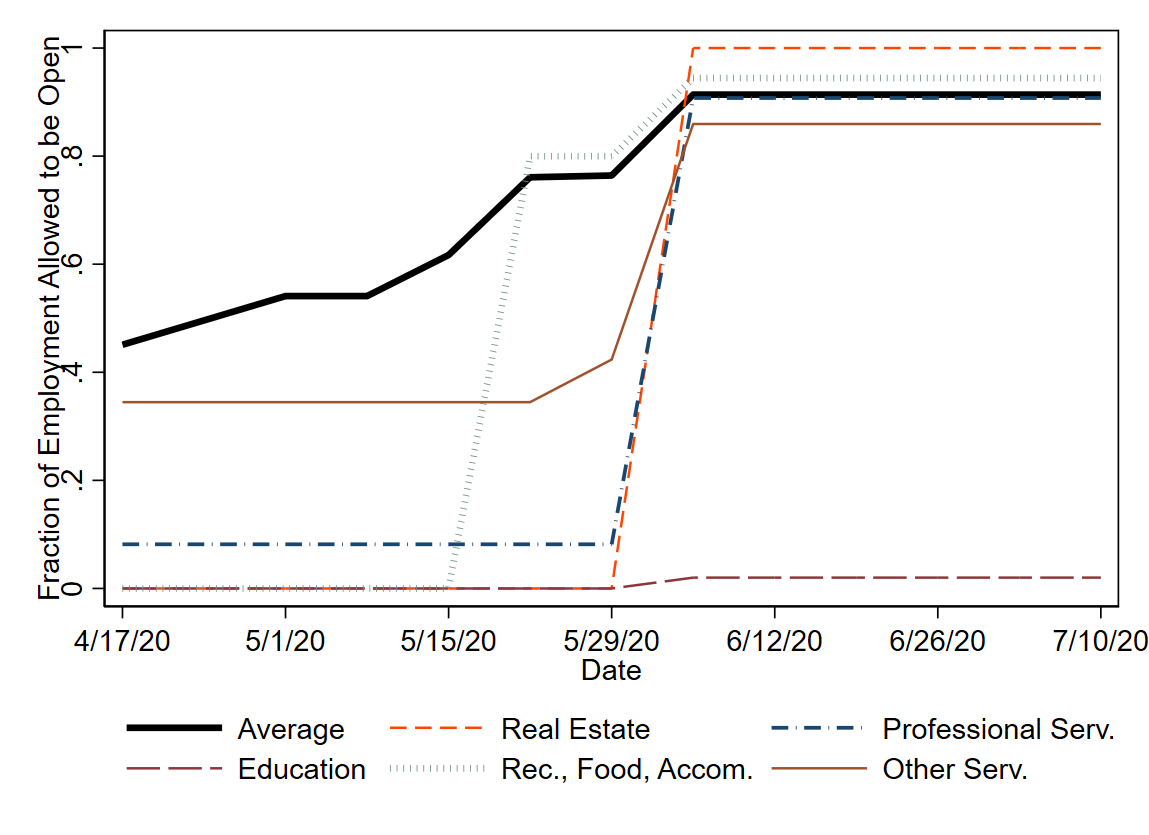 Fraction of Employment Allowed to be Open
1
.8
.6
.4
.2
0
4/17/20 5/1/20 5/15/20 5/29/20 6/12/20 6/26/20 7/10/20
Date
Average Real Estate Professional Serv.
Education Rec., Food, Accom. Other Serv.